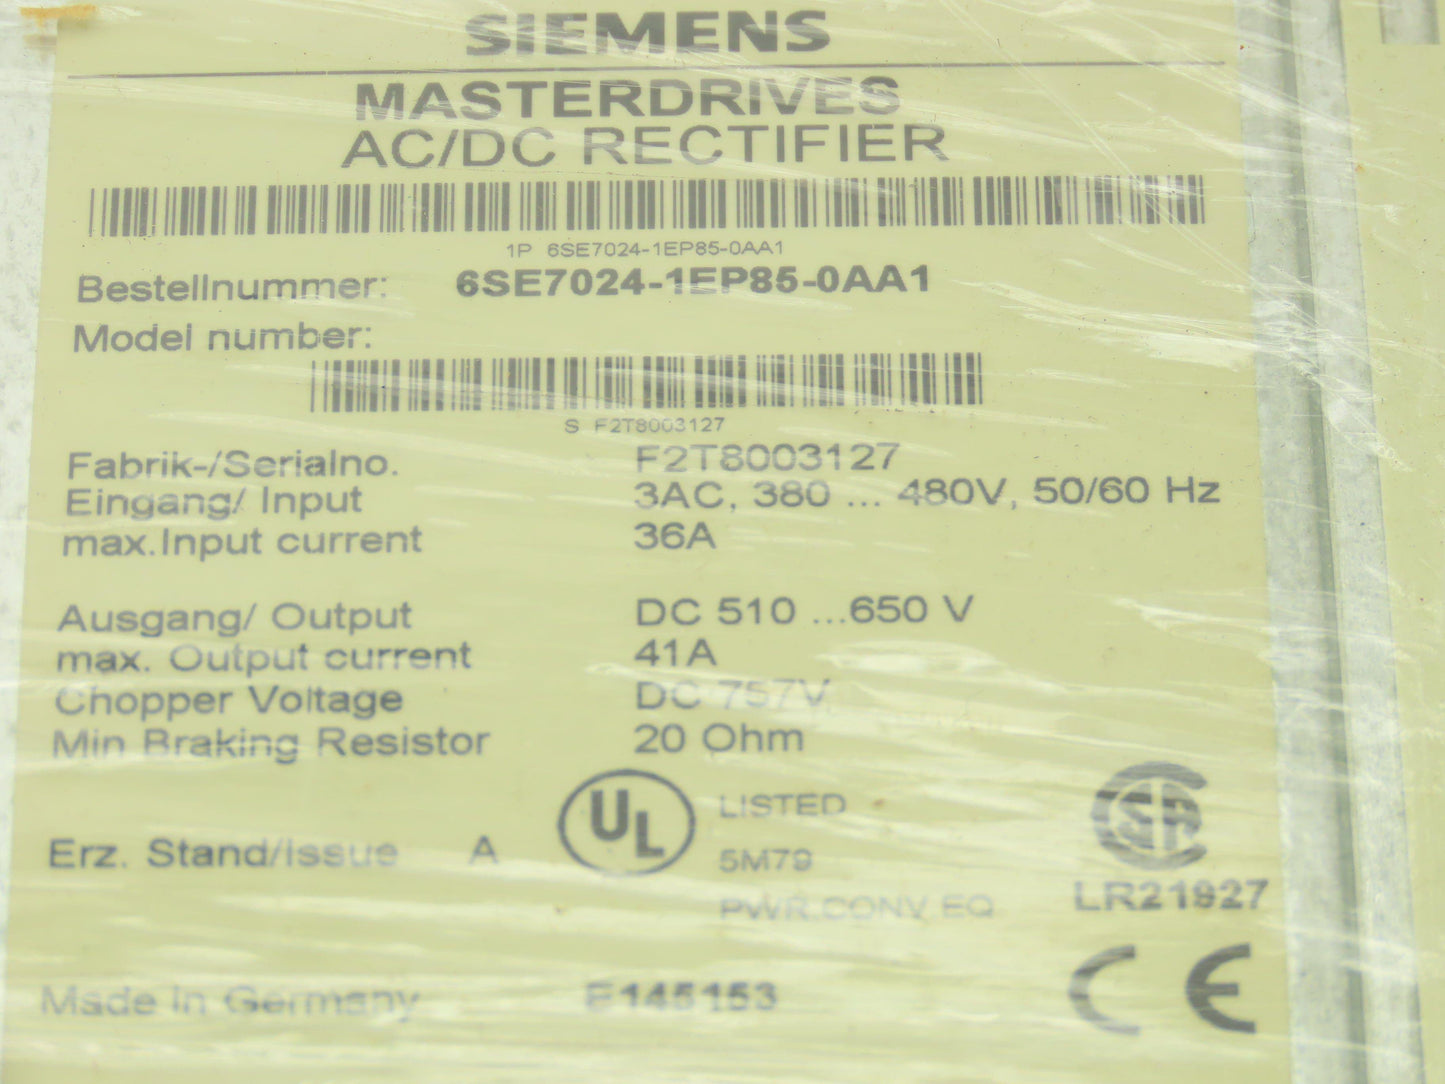 SIEMENS
MASTERDRIVES
AC/DC RECTIFIER
1P 6SE7024-1EP85-0AA1
Bestellnummer: 6SE7024-1EP85-0AA1
Model number:
S F2T8003127
Fabrik-/Serialno. F2T8003127
Eingang/ Input 3AC, 380 ... 480V, 50/60 Hz
max.Input current 36A
Ausgang/ Output DC 510 ...650 V
max. Output current 41A
Chopper Voltage DC 757V
Min Braking Resistor 20 Ohm
UL LISTED
Erz. Stand/Issue A 5M79
PWR.CONV.EQ
LR21927
Made in Germany E145153
CE